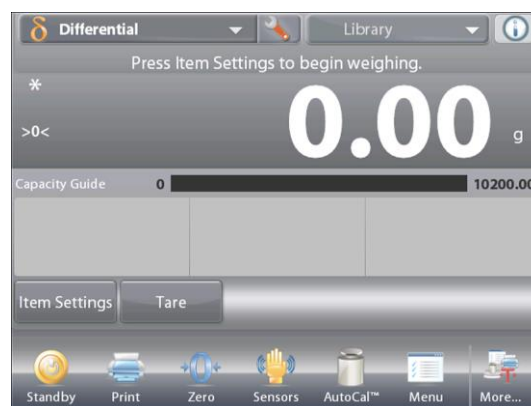 δ Differential Library
Press Item Settings to begin weighing.
*
0.00 g
>0<
Capacity Guide 0 10200.00
Item Settings Tare
Standby Print Zero Sensors AutoCal™ Menu More...